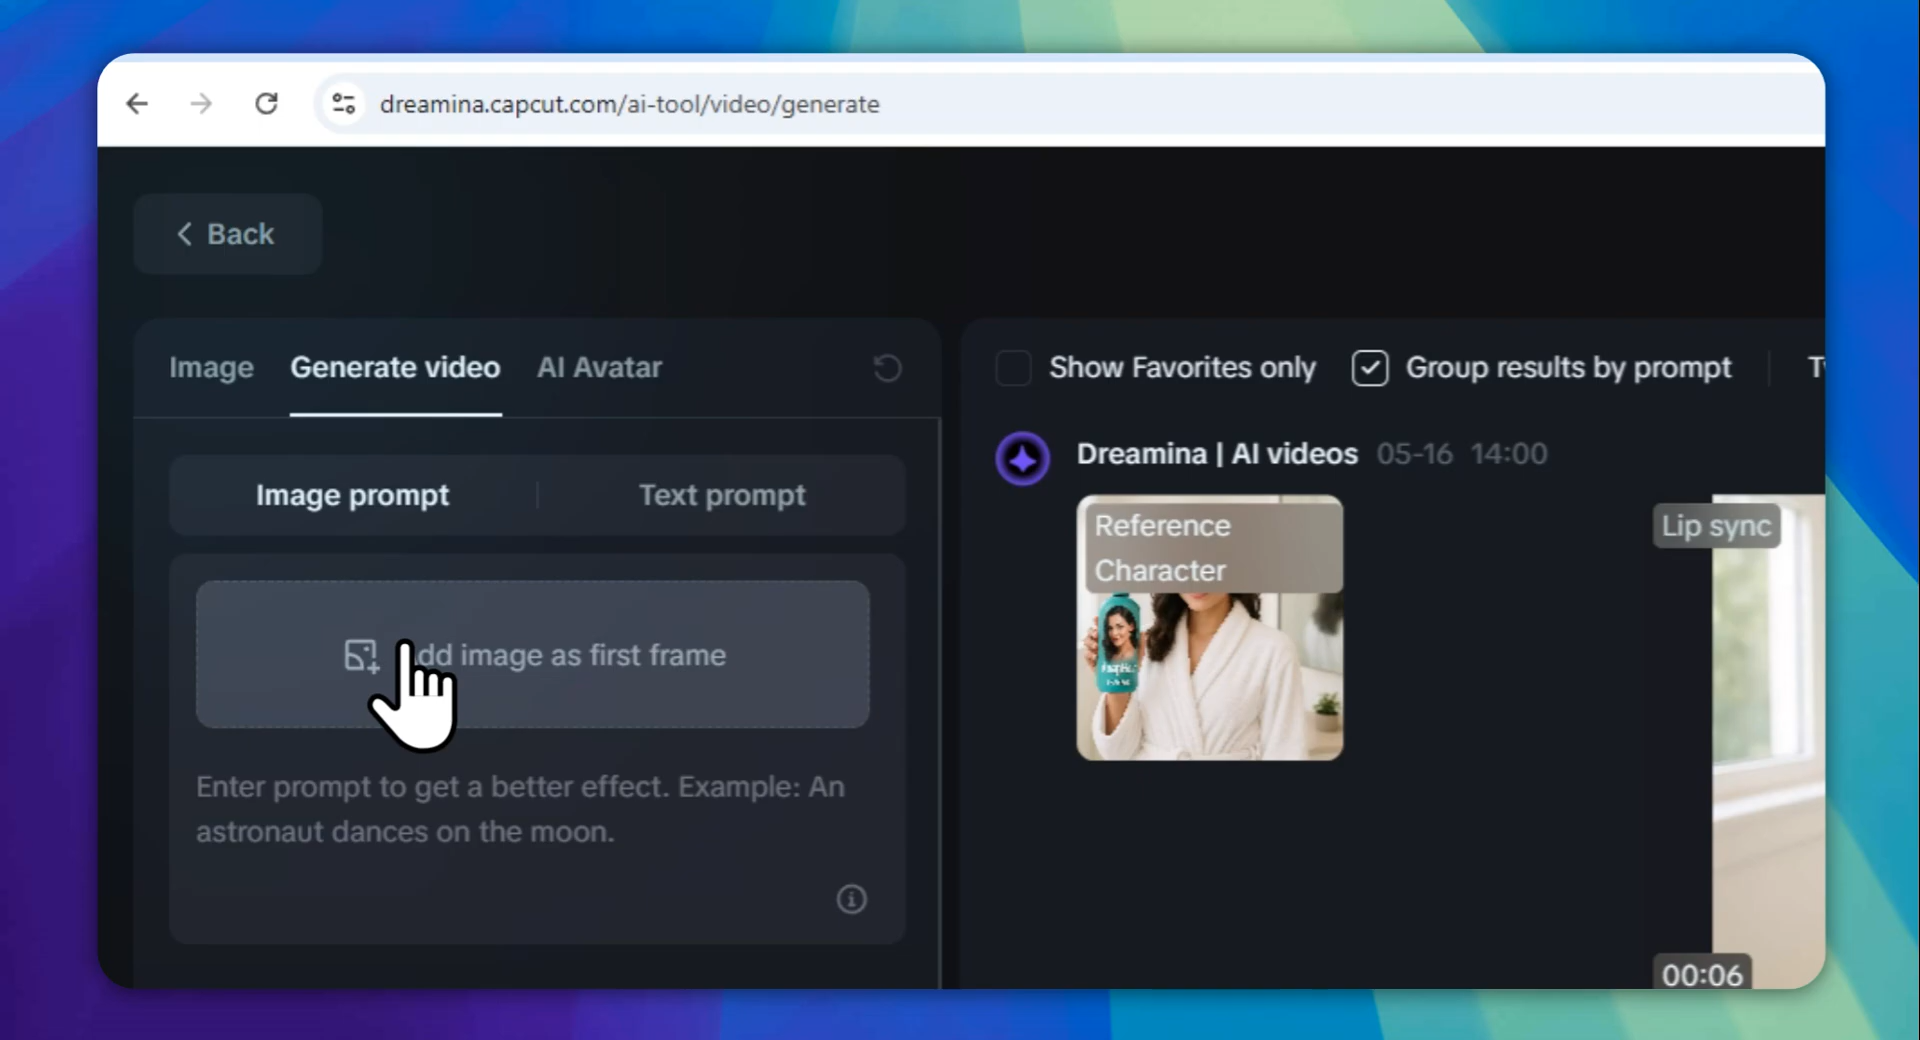 dreamina.capcut.com/ai-tool/video/generate
Back
Image Generate video AI Avatar
Image prompt Text prompt
dd image as first frame
Enter prompt to get a better effect. Example: An
astronaut dances on the moon.
Show Favorites only Group results by prompt
Dreamina | AI videos 05-16 14:00
Reference
Character
Lip sync
00:06